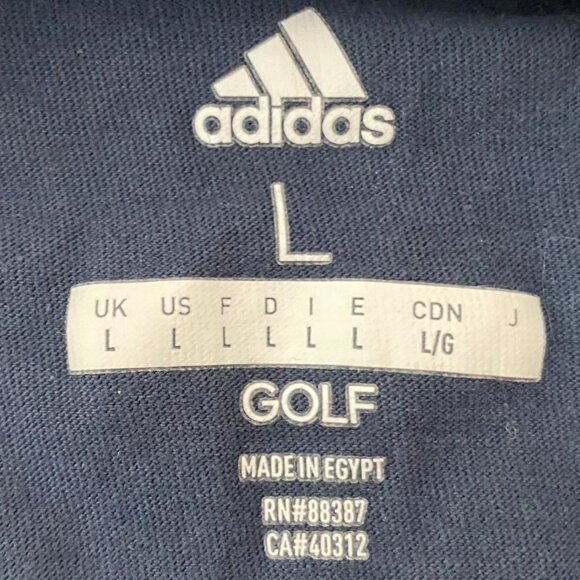 adidas
L
UK US F D I E CDN J
L L L L L L L/G
GOLF
MADE IN EGYPT
RN#88387
CA#40312